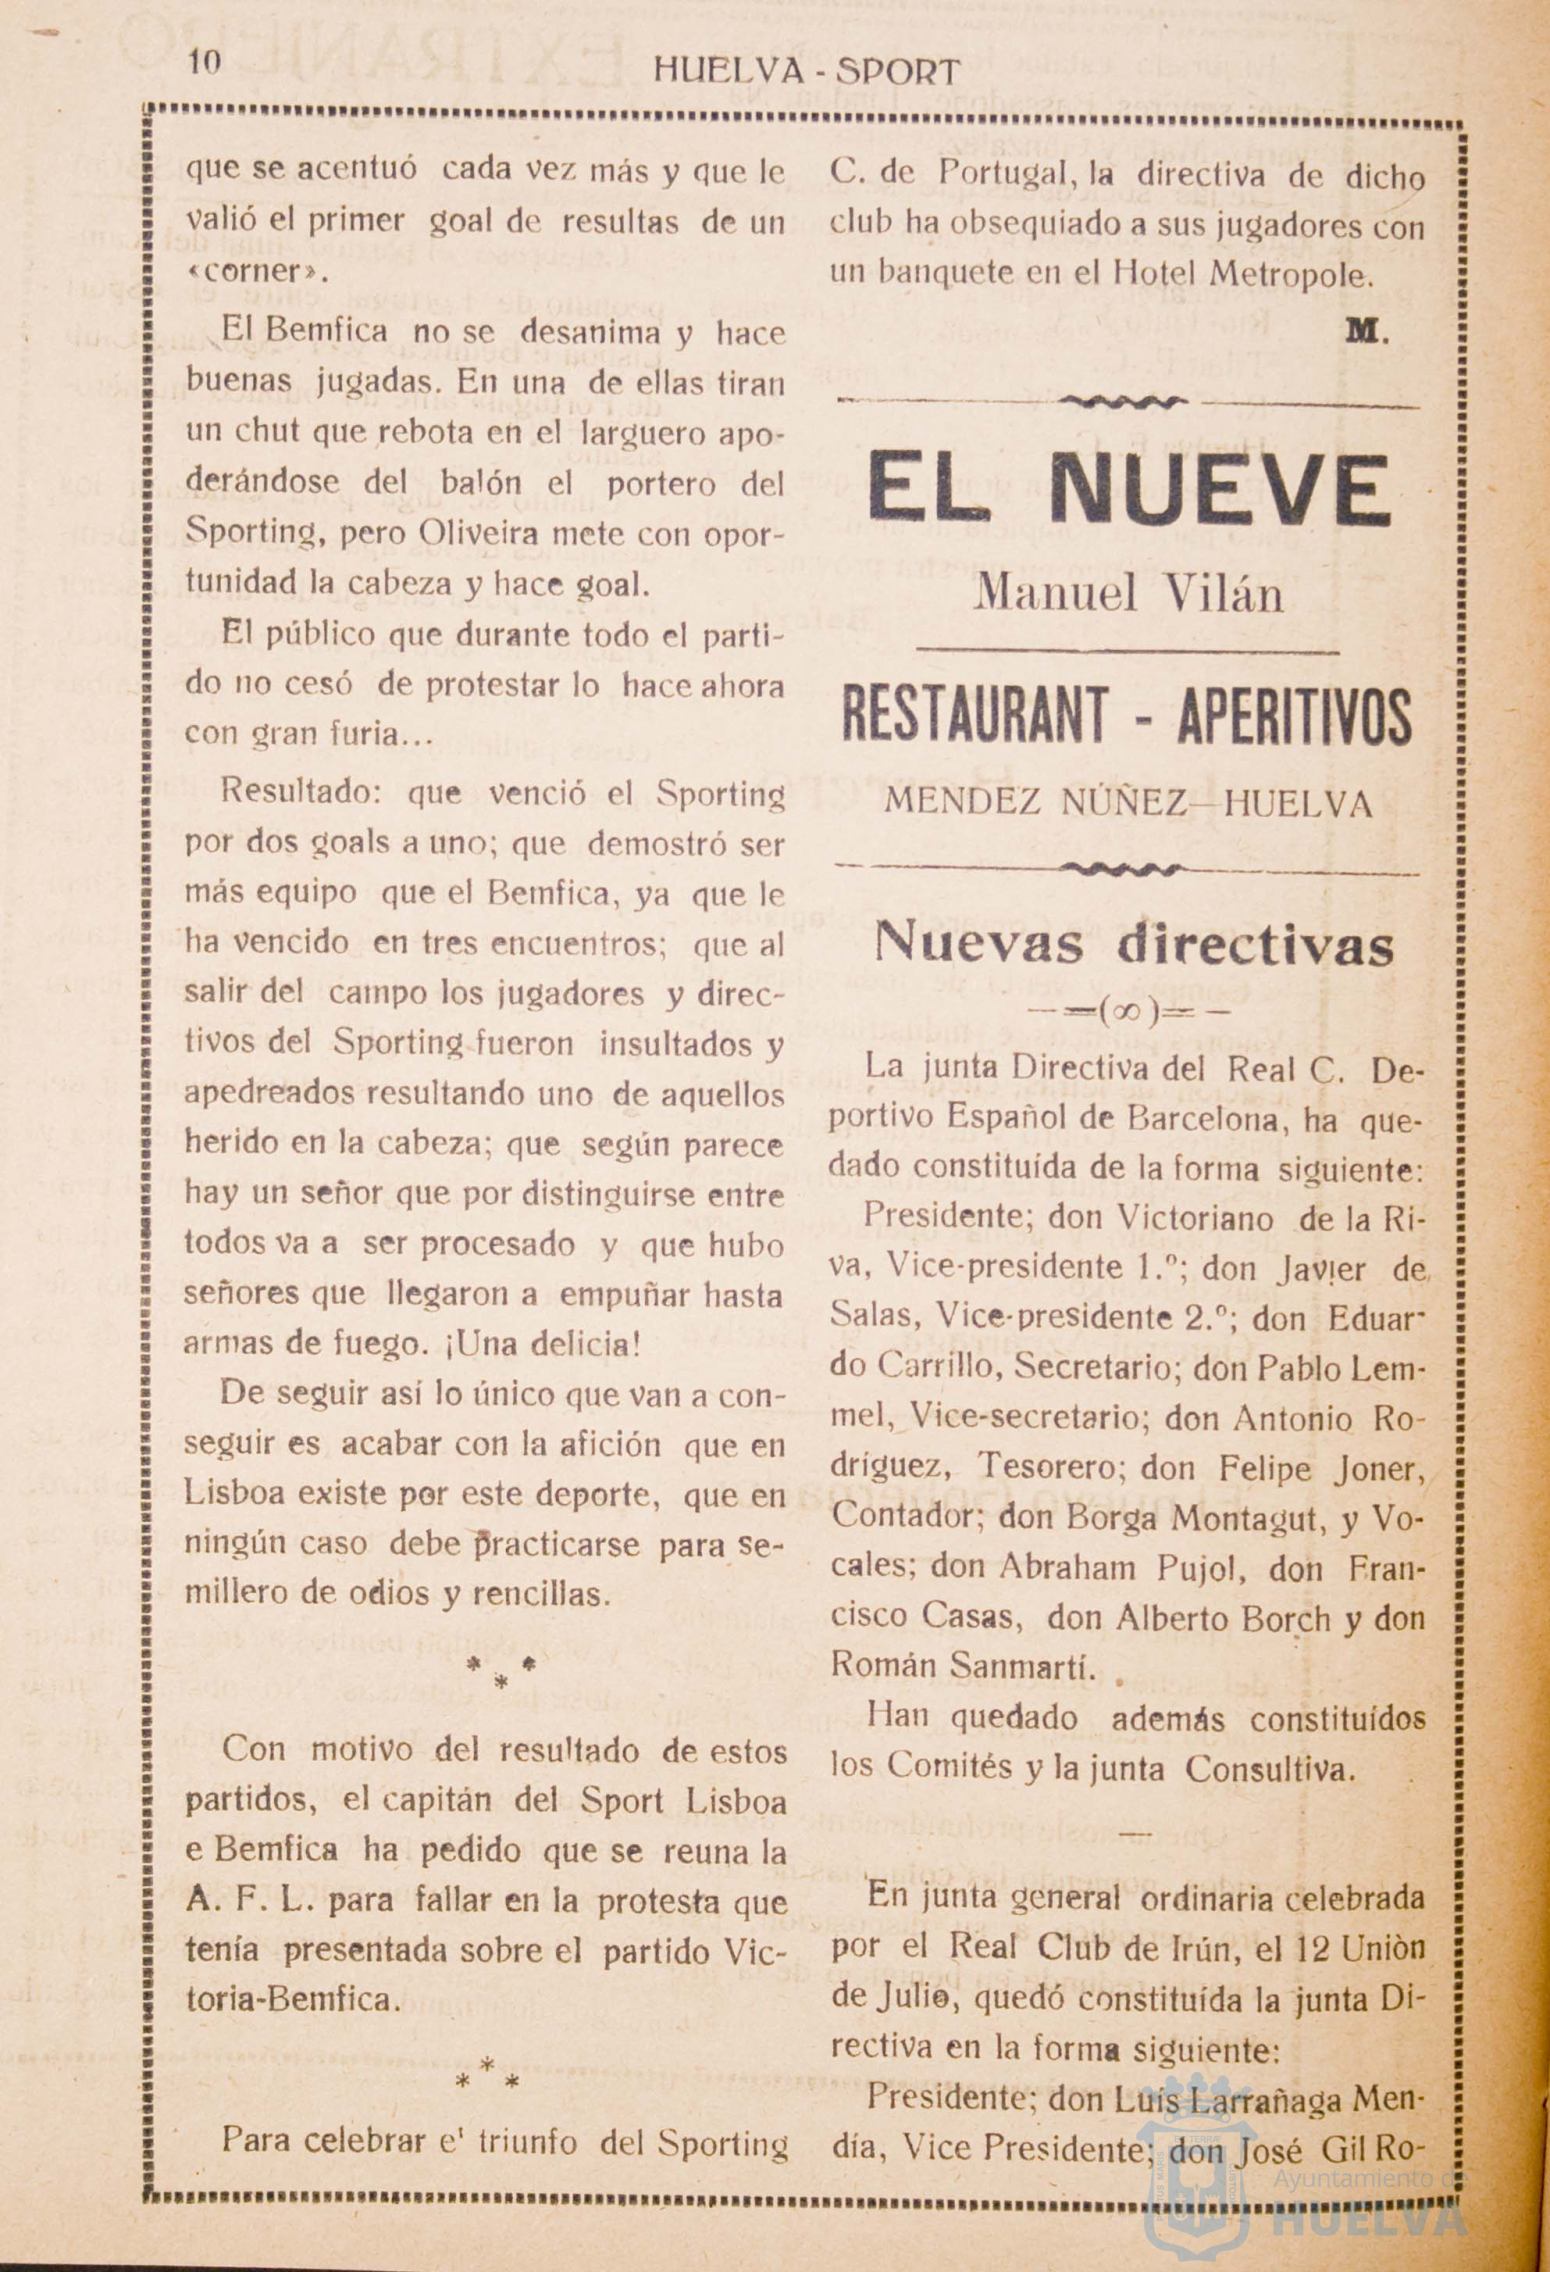 10
HUELVA - SPORT
que se acentuó cada vez más y que le
valió el primer goal de resultas de un
«corner».
El Bemfica no se desanima y hace
buenas jugadas. En una de ellas tiran
un chut que rebota en el larguero apo-
derándose del balón el portero del
Sporting, pero Oliveira mete con opor-
tunidad la cabeza y hace goal.
El público que durante todo el parti-
do no cesó de protestar lo hace ahora
con gran furia...
Resultado: que venció el Sporting
por dos goals a uno; que demostró ser
más equipo que el Bemfica, ya que le
ha vencido en tres encuentros; que al
salir del campo los jugadores y direc-
tivos del Sporting fueron insultados y
apedreados resultando uno de aquellos
herido en la cabeza; que según parece
hay un señor que por distinguirse entre
todos va a ser procesado y que hubo
señores que llegaron a empuñar hasta
armas de fuego. ¡Una delicia!
De seguir así lo único que van a con-
seguir es acabar con la afición que en
Lisboa existe por este deporte, que en
ningún caso debe practicarse para se-
millero de odios y rencillas.
* * *
Con motivo del resultado de estos
partidos, el capitán del Sport Lisboa
e Bemfica ha pedido que se reuna la
A. F. L. para fallar en la protesta que
tenía presentada sobre el partido Vic-
toria-Bemfica.
* * *
Para celebrar e' triunfo del Sporting
C. de Portugal, la directiva de dicho
club ha obsequiado a sus jugadores con
un banquete en el Hotel Metropole.
M.
EL NUEVE
Manuel Vilán
RESTAURANT - APERITIVOS
MENDEZ NÚÑEZ—HUELVA
Nuevas directivas
—=(∞)=—
La junta Directiva del Real C. De-
portivo Español de Barcelona, ha que-
dado constituída de la forma siguiente:
Presidente; don Victoriano de la Ri-
va, Vice-presidente 1.º; don Javier de
Salas, Vice-presidente 2.º; don Eduar-
do Carrillo, Secretario; don Pablo Lem-
mel, Vice-secretario; don Antonio Ro-
dríguez, Tesorero; don Felipe Joner,
Contador; don Borga Montagut, y Vo-
cales; don Abraham Pujol, don Fran-
cisco Casas, don Alberto Borch y don
Román Sanmartí.
Han quedado además constituídos
los Comités y la junta Consultiva.
—
En junta general ordinaria celebrada
por el Real Club de Irún, el 12 Uniòn
de Julio, quedó constituída la junta Di-
rectiva en la forma siguiente:
Presidente; don Luís Larrañaga Men-
día, Vice Presidente; don José Gil Ro-
Ayuntamiento de
HUELVA